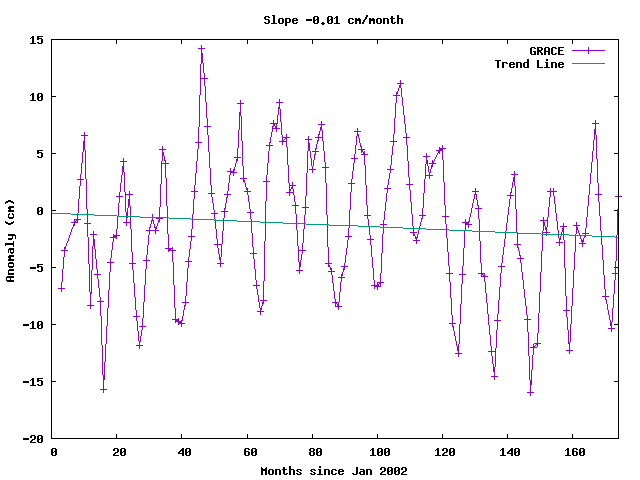 Slope -0.01 cm/month
GRACE
Trend Line
15
10
5
0
-5
-10
-15
-20
Anomaly (cm)
0 20 40 60 80 100 120 140 160
Months since Jan 2002